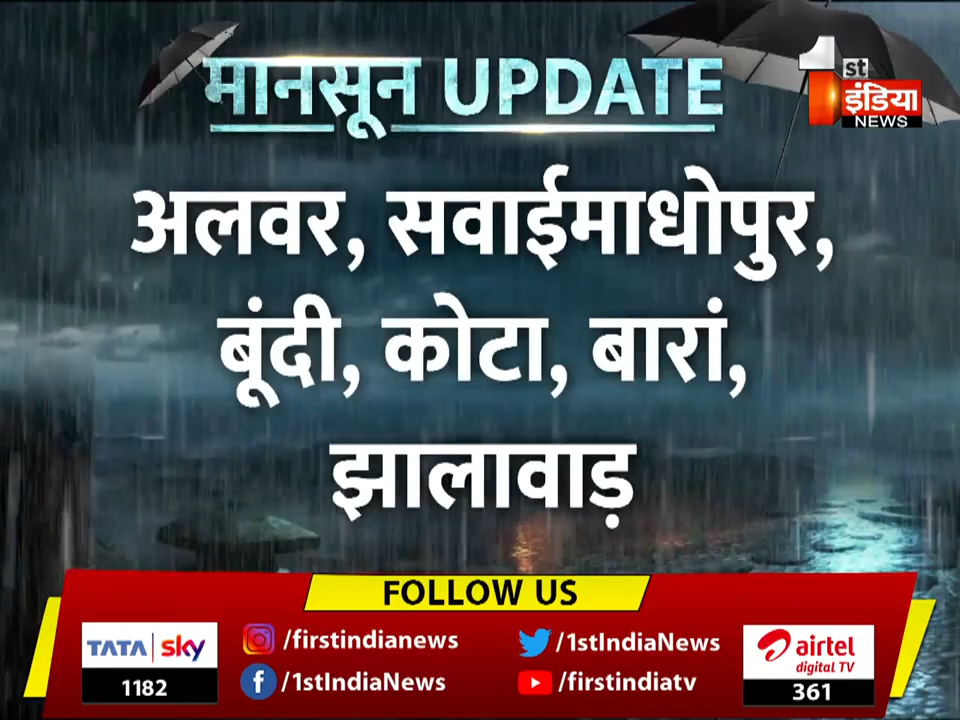 मानसून UPDATE
1st
इंडिया
NEWS
अलवर, सवाईमाधोपुर,
बूंदी, कोटा, बारां,
झालावाड़
FOLLOW US
TATA sky
1182
/firstindianews
/1stIndiaNews
/1stIndiaNews
/firstindiatv
airtel
digital TV
361